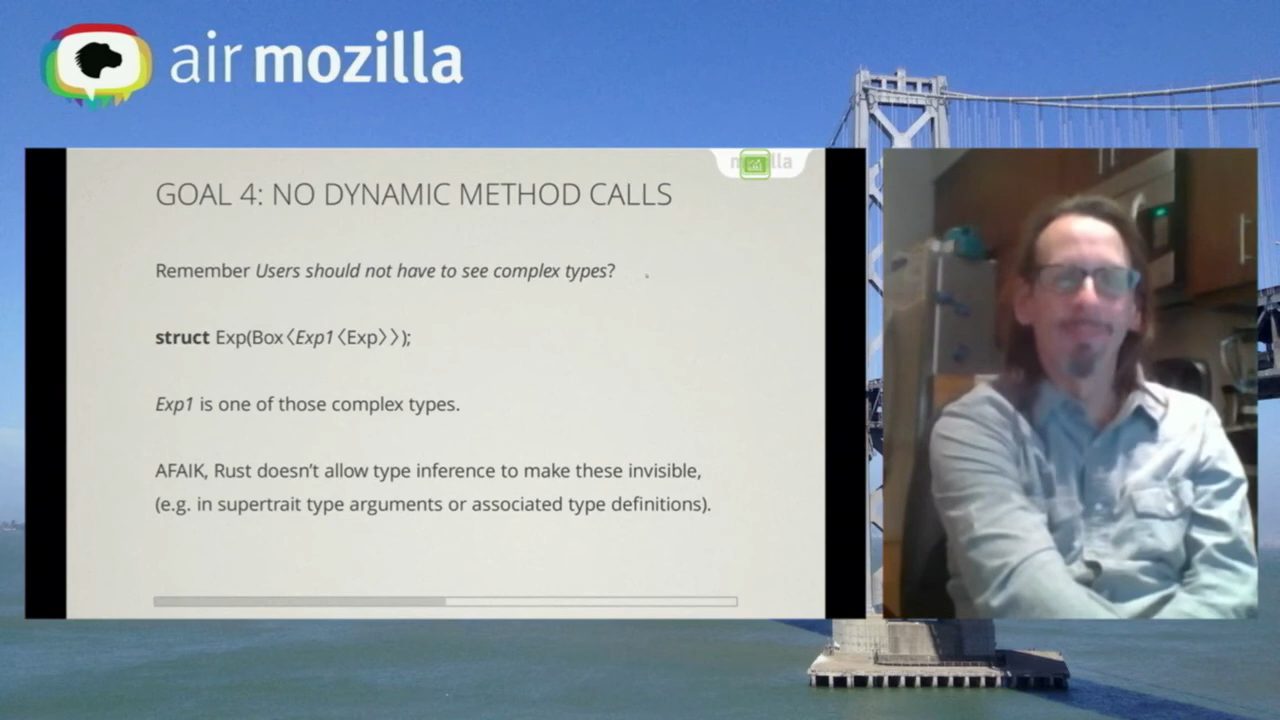 air mozilla
mozilla
GOAL 4: NO DYNAMIC METHOD CALLS
Remember Users should not have to see complex types?
struct Exp(Box〈Exp1〈Exp〉〉);
Exp1 is one of those complex types.
AFAIK, Rust doesn’t allow type inference to make these invisible,
(e.g. in supertrait type arguments or associated type definitions).